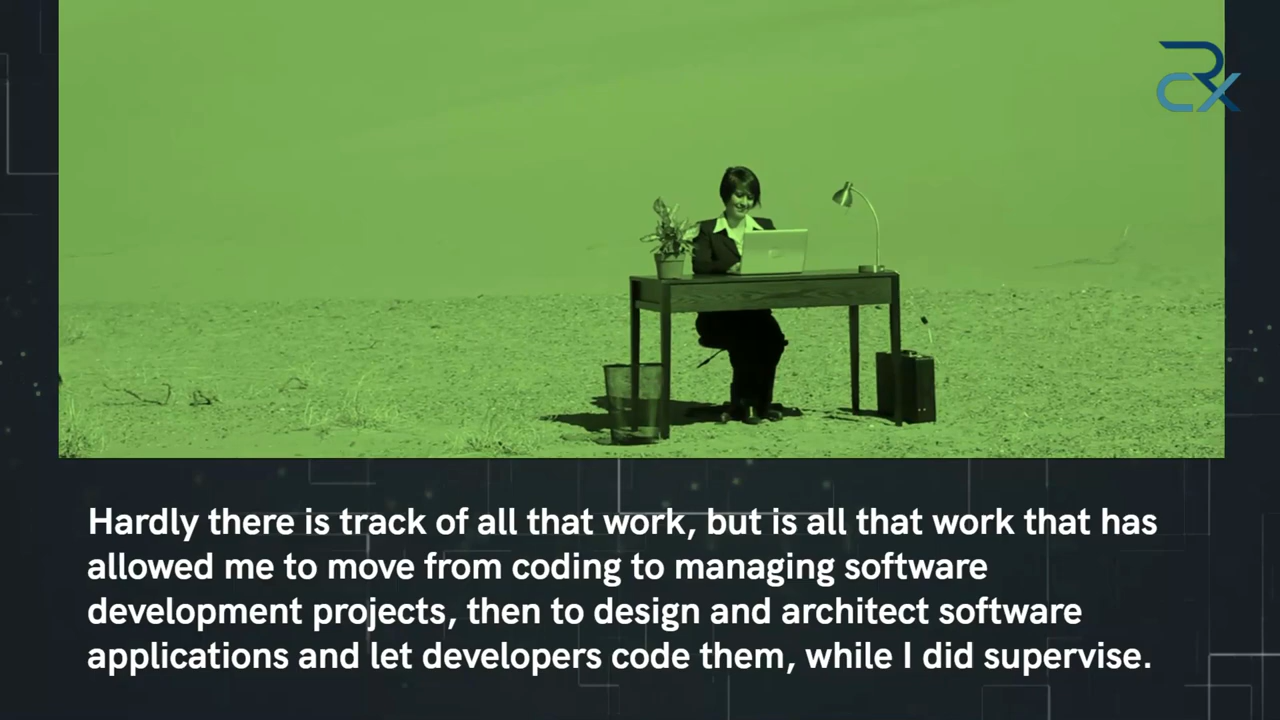 Hardly there is track of all that work, but is all that work that has
allowed me to move from coding to managing software
development projects, then to design and architect software
applications and let developers code them, while I did supervise.